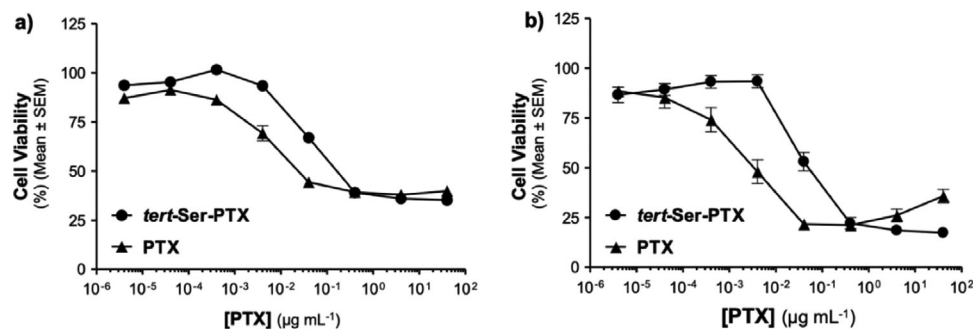 a)
125
100
75
50
25
0
Cell Viability
(%) (Mean ± SEM)
tert-Ser-PTX
PTX
10⁻⁶ 10⁻⁵ 10⁻⁴ 10⁻³ 10⁻² 10⁻¹ 10⁰ 10¹ 10²
[PTX] (µg mL⁻¹)
b)
125
100
75
50
25
0
Cell Viability
(%) (Mean ± SEM)
tert-Ser-PTX
PTX
10⁻⁶ 10⁻⁵ 10⁻⁴ 10⁻³ 10⁻² 10⁻¹ 10⁰ 10¹ 10²
[PTX] (µg mL⁻¹)